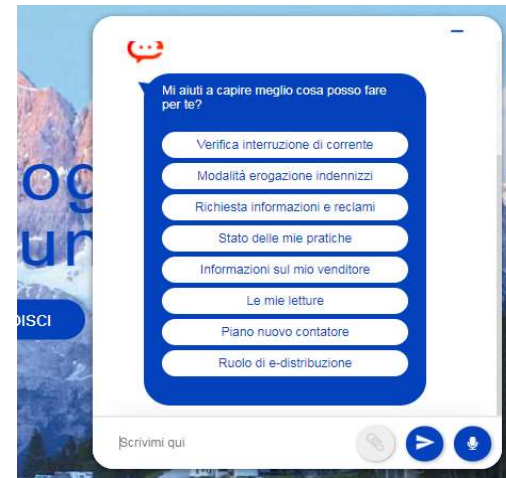 Mi aiuti a capire meglio cosa posso fare
per te?
Verifica interruzione di corrente
Modalità erogazione indennizzi
Richiesta informazioni e reclami
Stato delle mie pratiche
Informazioni sul mio venditore
Le mie letture
Piano nuovo contatore
Ruolo di e-distribuzione
Scrivimi qui